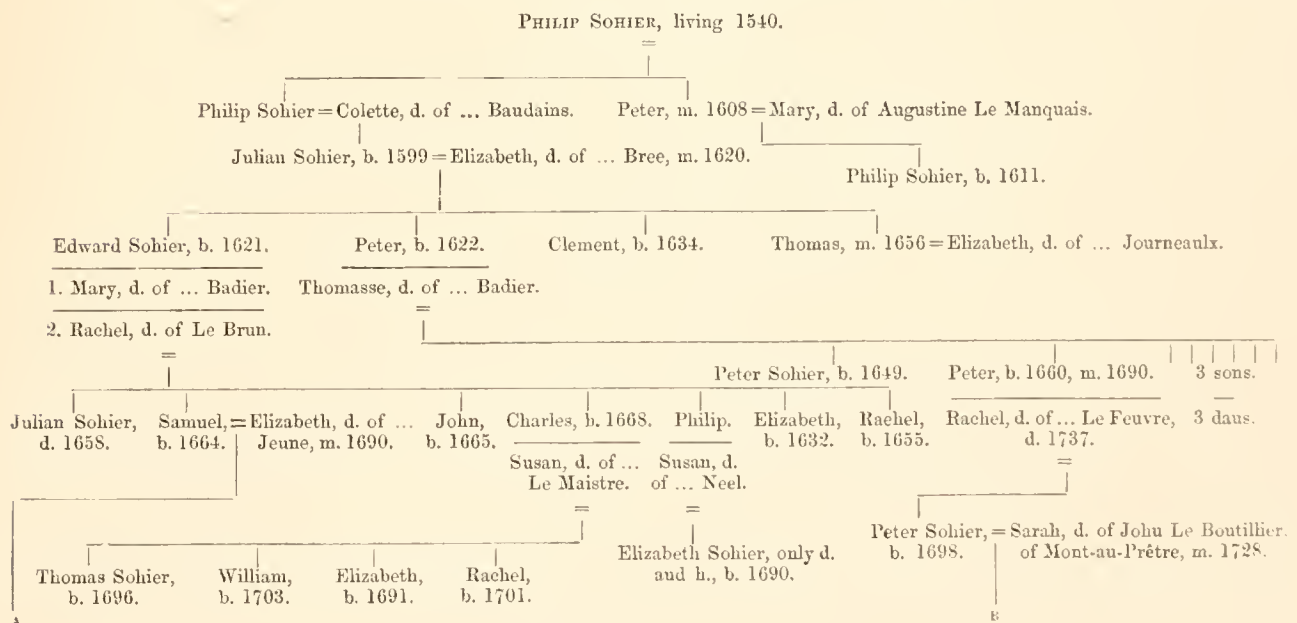 PHILIP SOHIER, living 1540.
=
Philip Sohier=Colette, d. of ... Baudains. Peter, m. 1608=Mary, d. of Augustine Le Manquais.
Julian Sohier, b. 1599=Elizabeth, d. of ... Bree, m. 1620.
Philip Sohier, b. 1611.
Edward Sohier, b. 1621. Peter, b. 1622. Clement, b. 1634. Thomas, m. 1656=Elizabeth, d. of ... Journeaulx.
1. Mary, d. of ... Badier. Thomasse, d. of ... Badier.
=
2. Rachel, d. of Le Brun.
=
Peter Sohier, b. 1649. Peter, b. 1660, m. 1690. 3 sons.
Julian Sohier, Samuel,=Elizabeth, d. of ... John, Charles, b. 1668. Philip. Elizabeth, Rachel, Rachel, d. of ... Le Feuvre, 3 daus.
d. 1658. b. 1664. Jeune, m. 1690. b. 1665. b. 1632. b. 1655. d. 1737.
Susan, d. of ... Susan, d. =
Le Maistre. of ... Neel.
= =
Peter Sohier,=Sarah, d. of John Le Boutillier.
Elizabeth Sohier, only d. b. 1698. of Mont-au-Prêtre, m. 1728.
Thomas Sohier, William, Elizabeth, Rachel, and h., b. 1690.
b. 1696. b. 1703. b. 1691. b. 1701.
A B